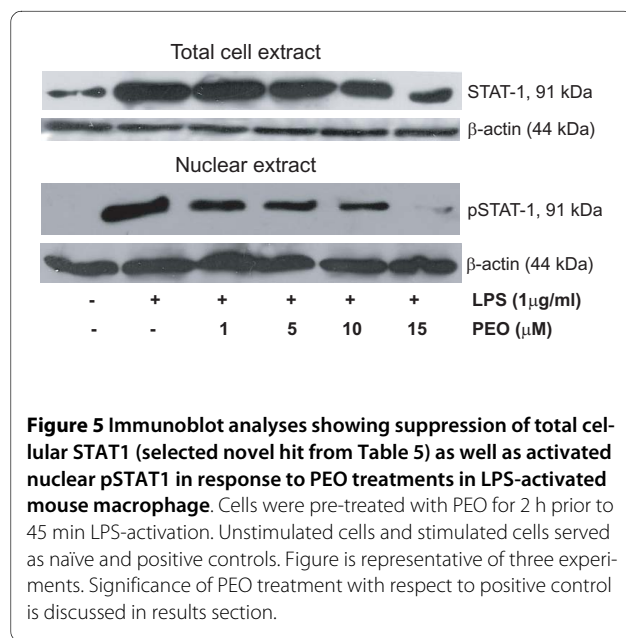 Total cell extract
STAT-1, 91 kDa
β-actin (44 kDa)
Nuclear extract
pSTAT-1, 91 kDa
β-actin (44 kDa)
- + + + + + LPS (1μg/ml)
- - 1 5 10 15 PEO (μM)
Figure 5 Immunoblot analyses showing suppression of total cel-
lular STAT1 (selected novel hit from Table 5) as well as activated
nuclear pSTAT1 in response to PEO treatments in LPS-activated
mouse macrophage. Cells were pre-treated with PEO for 2 h prior to
45 min LPS-activation. Unstimulated cells and stimulated cells served
as naïve and positive controls. Figure is representative of three experi-
ments. Significance of PEO treatment with respect to positive control
is discussed in results section.